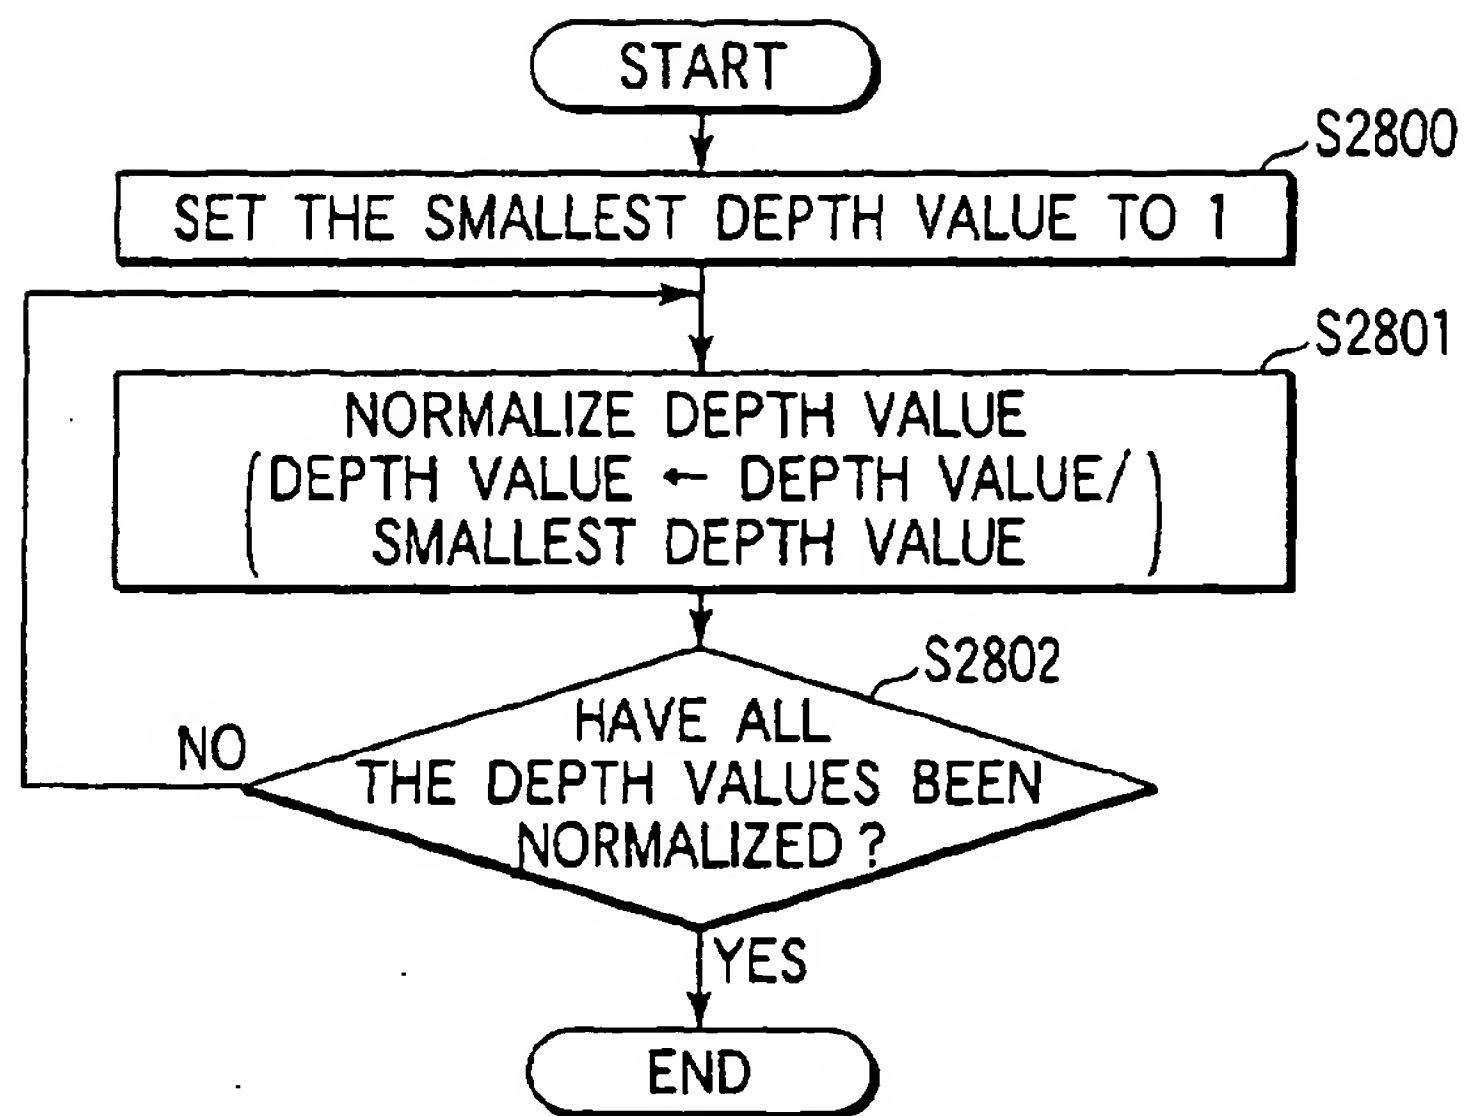 START
S2800
SET THE SMALLEST DEPTH VALUE TO 1
S2801
NORMALIZE DEPTH VALUE
(DEPTH VALUE ← DEPTH VALUE/
SMALLEST DEPTH VALUE)
S2802
HAVE ALL
THE DEPTH VALUES BEEN
NORMALIZED?
NO
YES
END